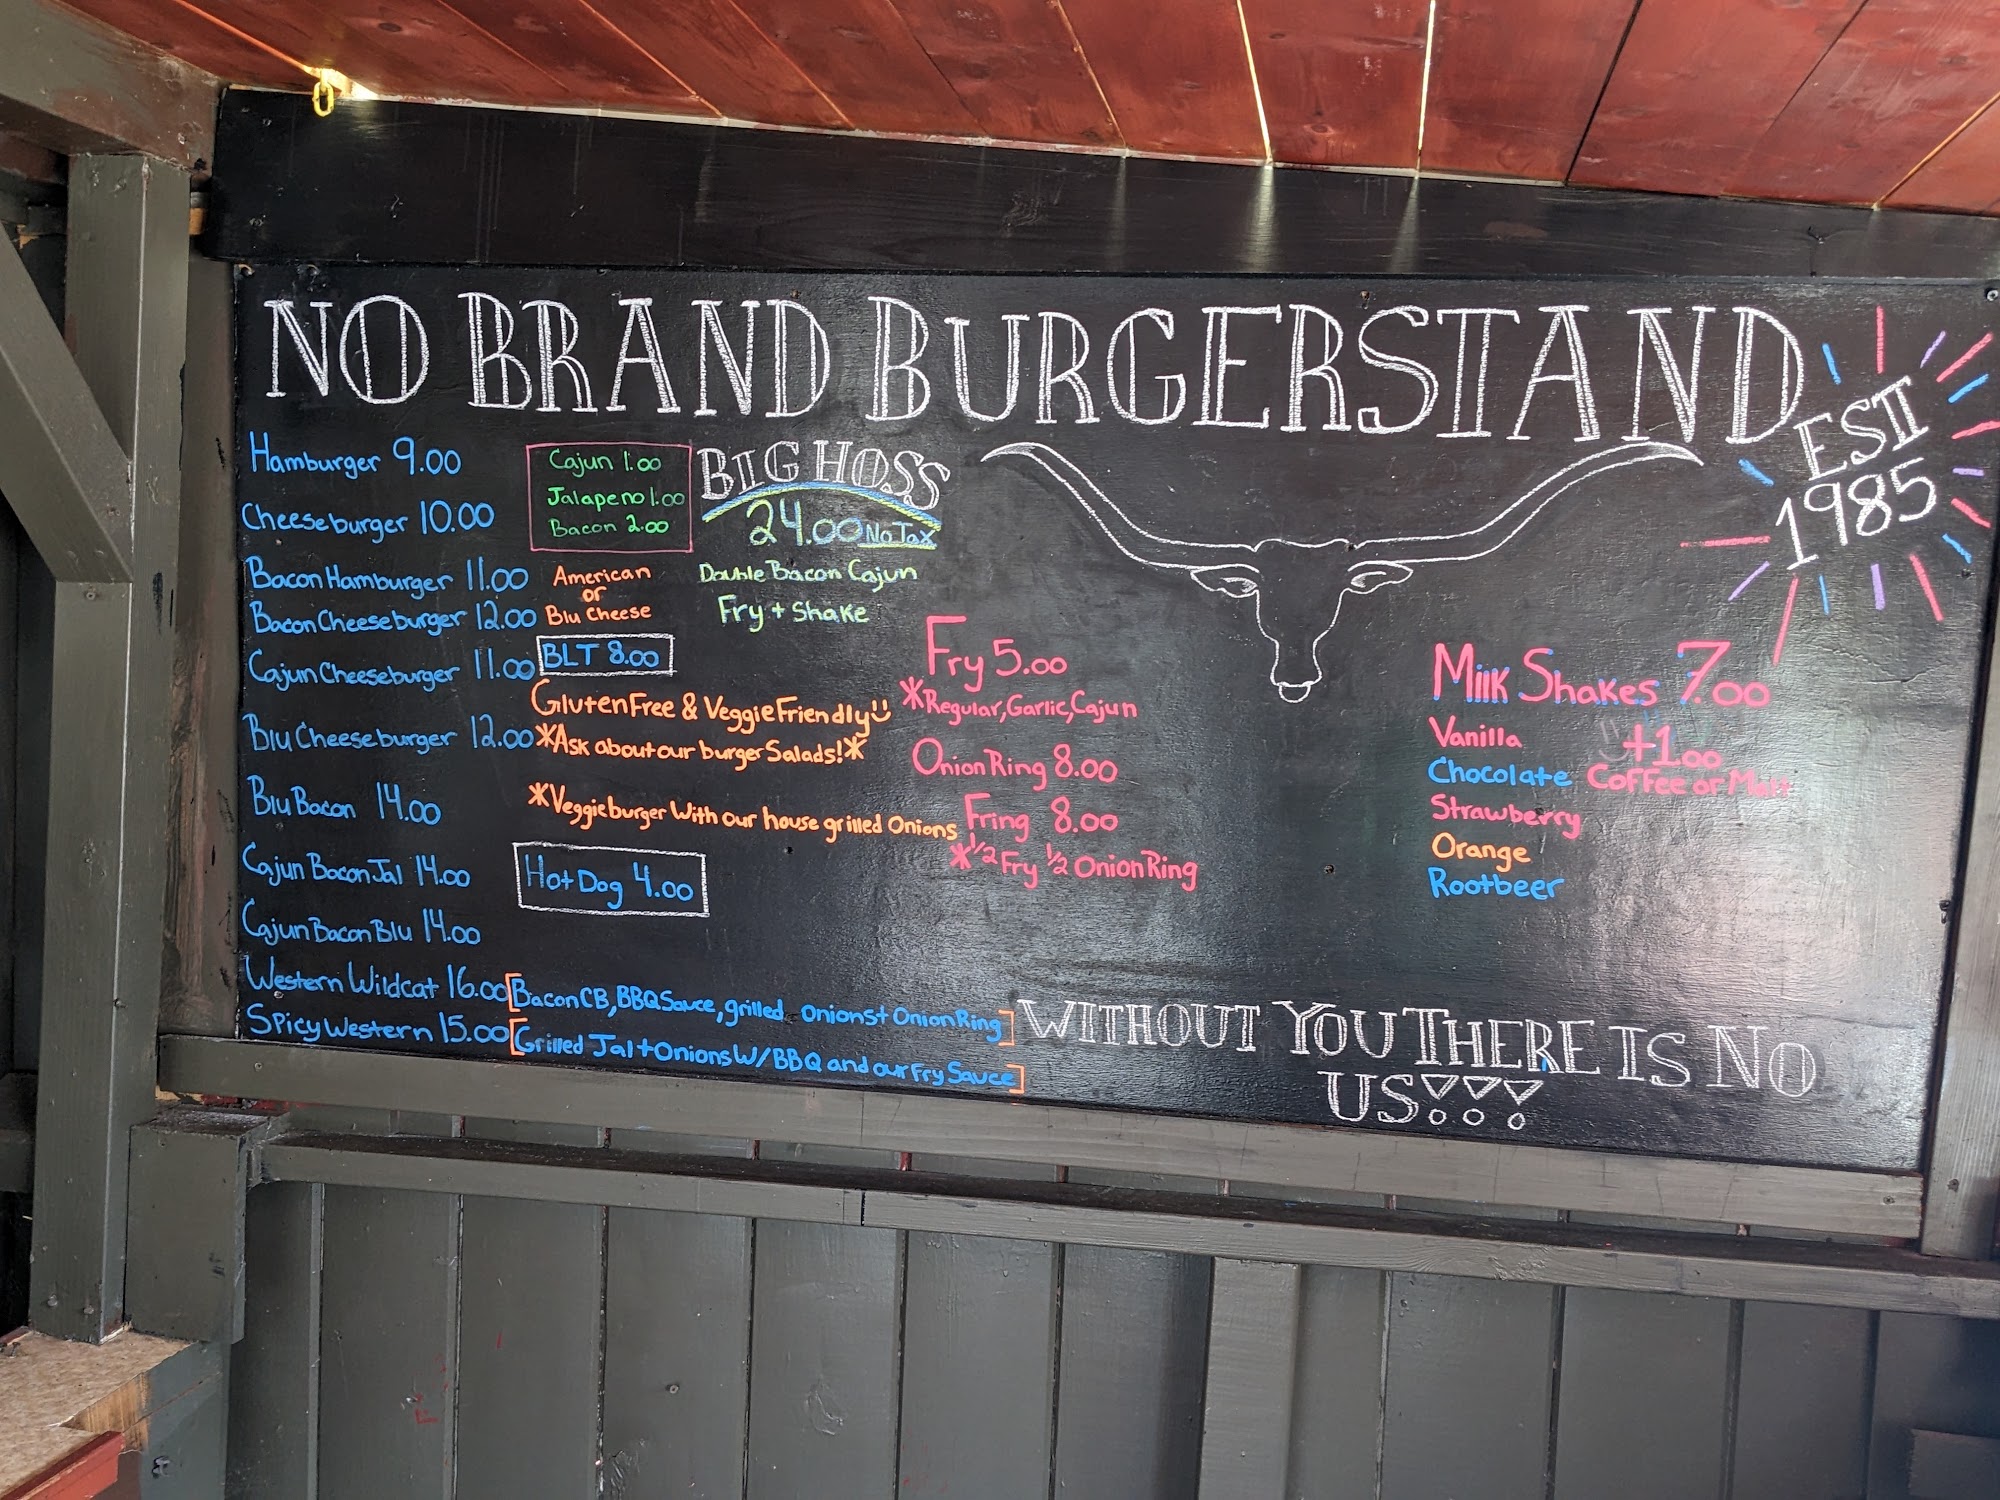 NO BRAND BURGERSTAND
EST
1985
Hamburger 9.00
Cheeseburger 10.00
Bacon Hamburger 11.00
Bacon Cheeseburger 12.00
Cajun Cheeseburger 11.00
Blu Cheeseburger 12.00
Blu Bacon 14.00
Cajun Bacon Jal 14.00
Cajun Bacon Blu 14.00
Western Wildcat 16.00 [Bacon CB, BBQ Sauce, grilled onions + Onion Ring]
Spicy Western 15.00 [Grilled Jal + Onions W/BBQ and our Fry Sauce]
Cajun 1.00
Jalapeno 1.00
Bacon 2.00
American
or
Blu Cheese
BLT 8.00
Gluten Free & Veggie Friendly
*Ask about our burger Salads!*
*Veggie burger With our house grilled Onions
Hot Dog 4.00
BIG HOSS
24.00 No Tax
Double Bacon Cajun
Fry + Shake
Fry 5.00
*Regular, Garlic, Cajun
Onion Ring 8.00
Fring 8.00
*1/2 Fry 1/2 Onion Ring
Milk Shakes 7.00
Vanilla
Chocolate
Strawberry
Orange
Rootbeer
+1.00
Coffee or Malt
WITHOUT YOU THERE IS NO
US!!!